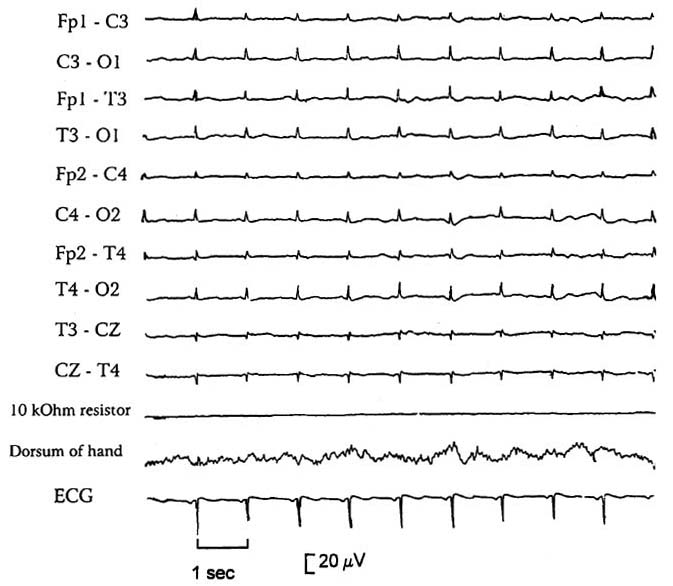 Fp1 - C3
C3 - O1
Fp1 - T3
T3 - O1
Fp2 - C4
C4 - O2
Fp2 - T4
T4 - O2
T3 - CZ
CZ - T4
10 kOhm resistor
Dorsum of hand
ECG
1 sec
20 μV